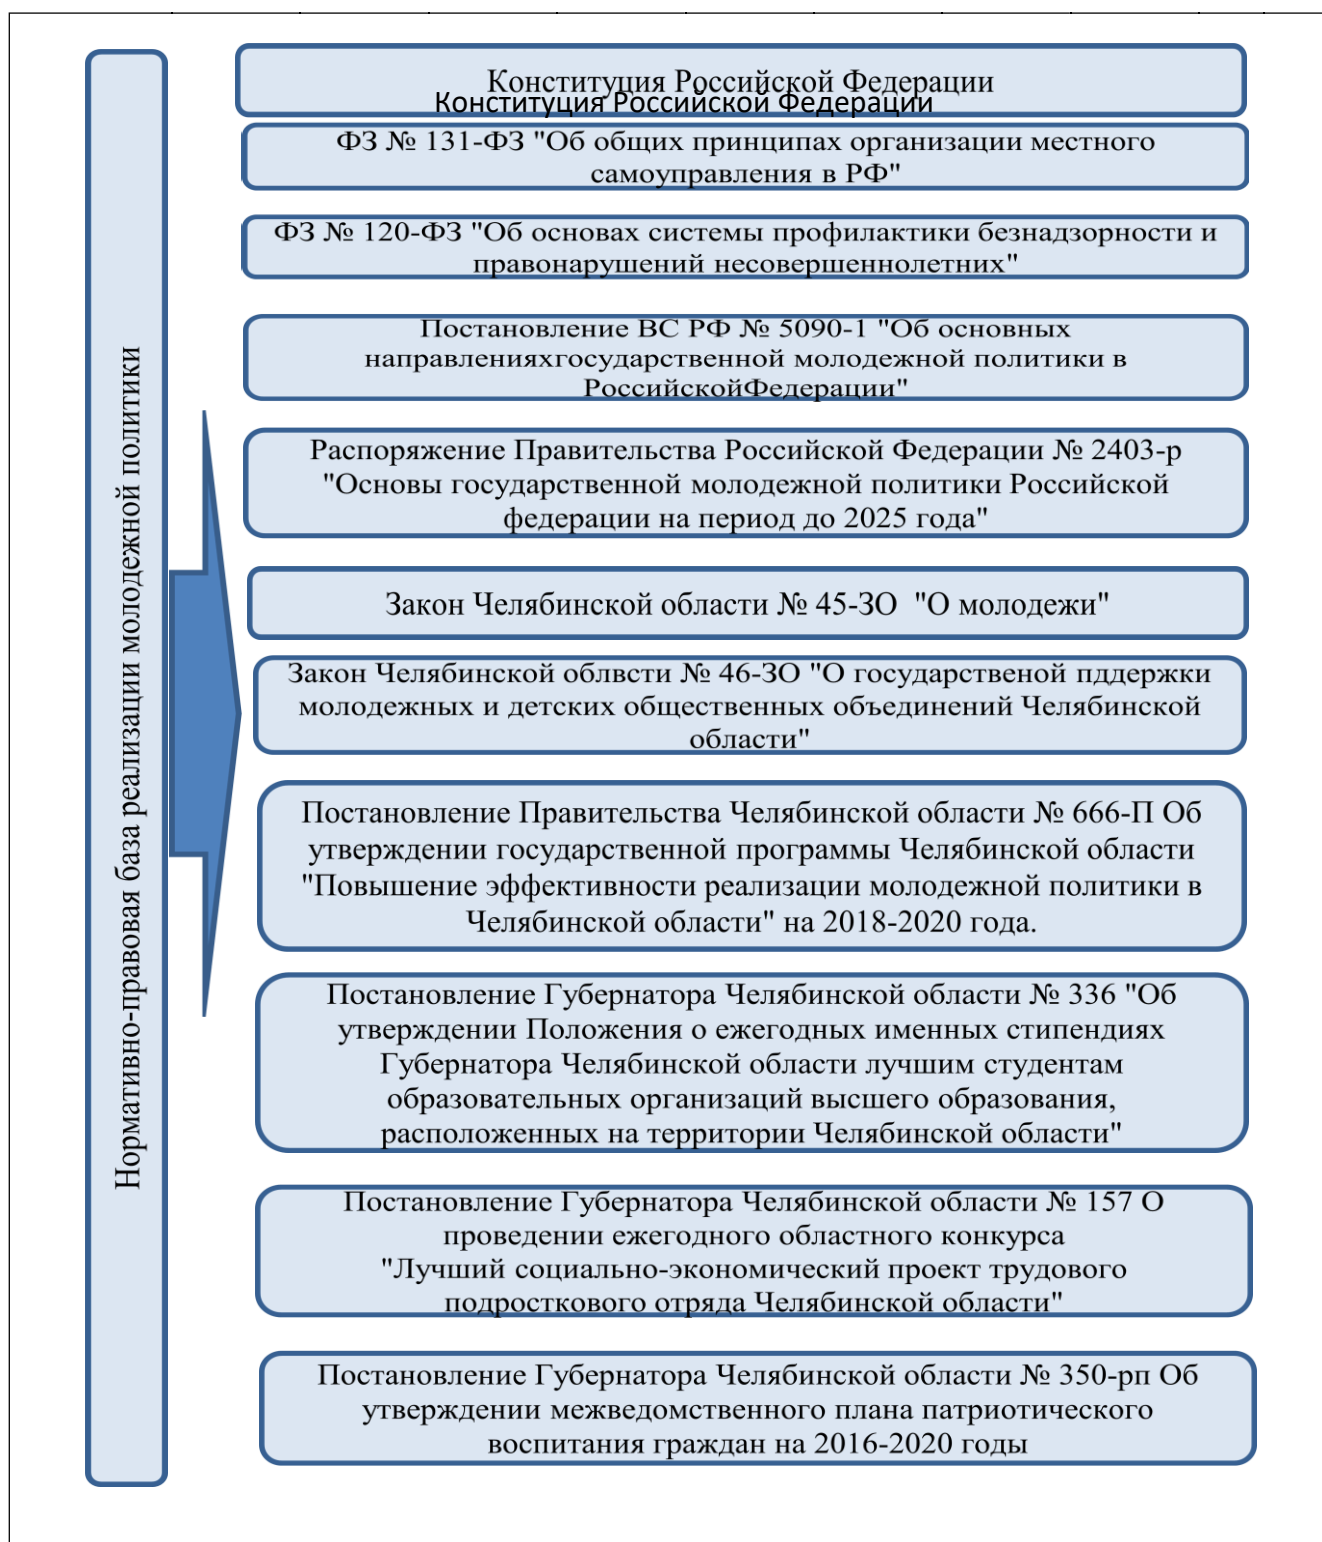 Нормативно-правовая база реализации молодежной политики
Конституция Российской Федерации
Конституция Российской Федерации
ФЗ № 131-ФЗ "Об общих принципах организации местного
самоуправления в РФ"
ФЗ № 120-ФЗ "Об основах системы профилактики безнадзорности и
правонарушений несовершеннолетних"
Постановление ВС РФ № 5090-1 "Об основных
направленияхгосударственной молодежной политики в
РоссийскойФедерации"
Распоряжение Правительства Российской Федерации № 2403-р
"Основы государственной молодежной политики Российской
федерации на период до 2025 года"
Закон Челябинской области № 45-ЗО "О молодежи"
Закон Челябинской облвсти № 46-ЗО "О государственой пддержки
молодежных и детских общественных объединений Челябинской
области"
Постановление Правительства Челябинской области № 666-П Об
утверждении государственной программы Челябинской области
"Повышение эффективности реализации молодежной политики в
Челябинской области" на 2018-2020 года.
Постановление Губернатора Челябинской области № 336 "Об
утверждении Положения о ежегодных именных стипендиях
Губернатора Челябинской области лучшим студентам
образовательных организаций высшего образования,
расположенных на территории Челябинской области"
Постановление Губернатора Челябинской области № 157 О
проведении ежегодного областного конкурса
"Лучший социально-экономический проект трудового
подросткового отряда Челябинской области"
Постановление Губернатора Челябинской области № 350-рп Об
утверждении межведомственного плана патриотического
воспитания граждан на 2016-2020 годы